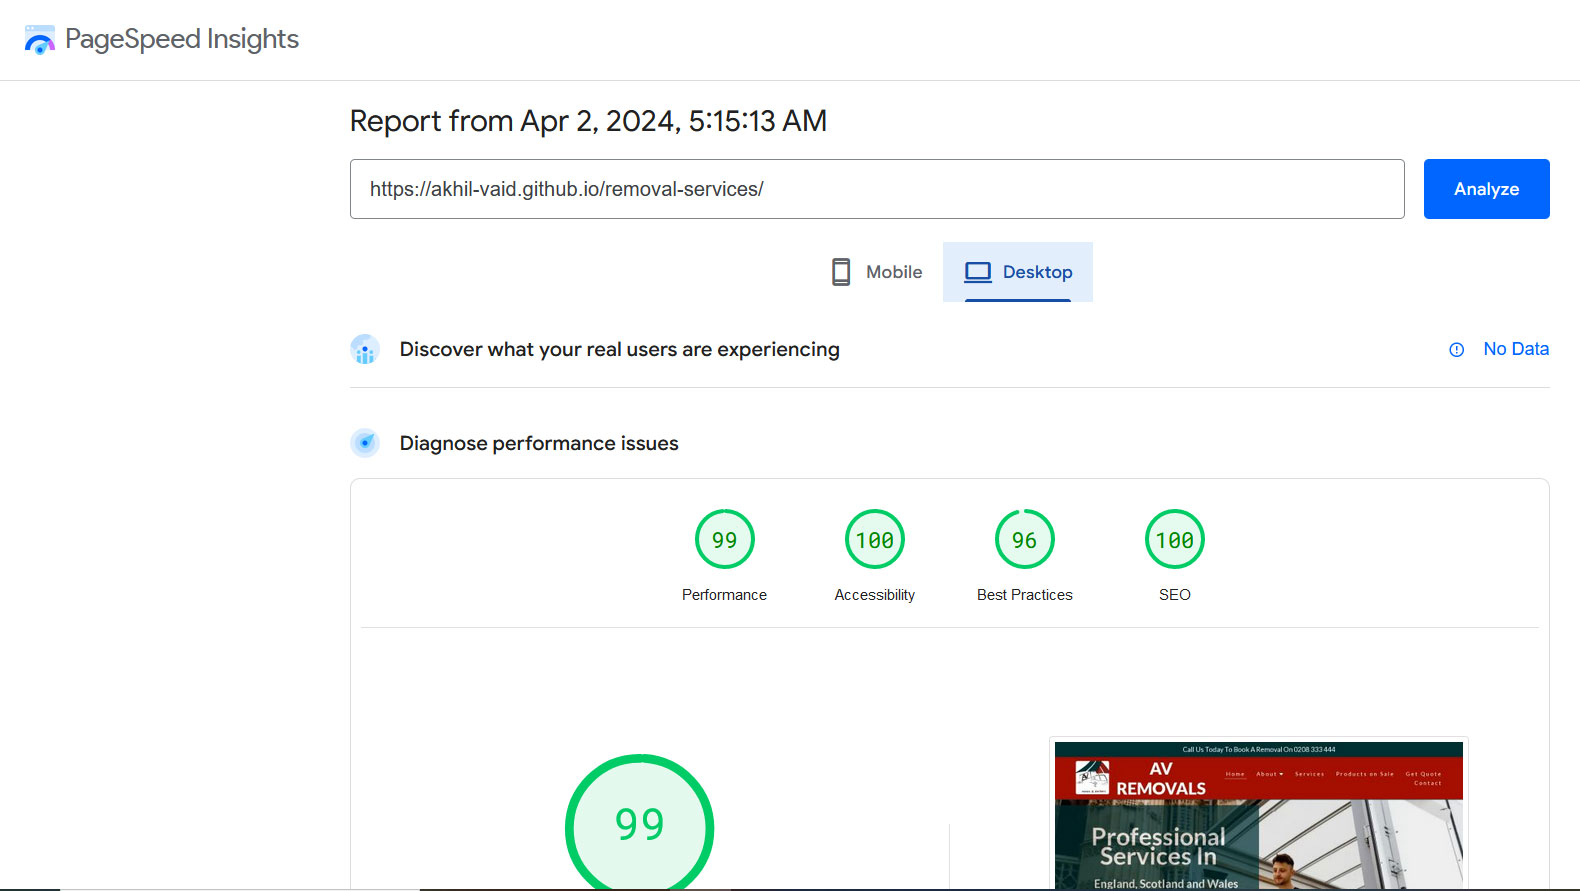 PageSpeed Insights
Report from Apr 2, 2024, 5:15:13 AM
https://akhil-vaid.github.io/removal-services/
Analyze
Mobile
Desktop
Discover what your real users are experiencing
No Data
Diagnose performance issues
99
100
96
100
Performance
Accessibility
Best Practices
SEO
99
Call Us Today To Book A Removal On 0208 333 444
AV
REMOVALS
Home
About
Services
Products on Sale
Get Quote
Contact
Professional
Services In
England, Scotland and Wales